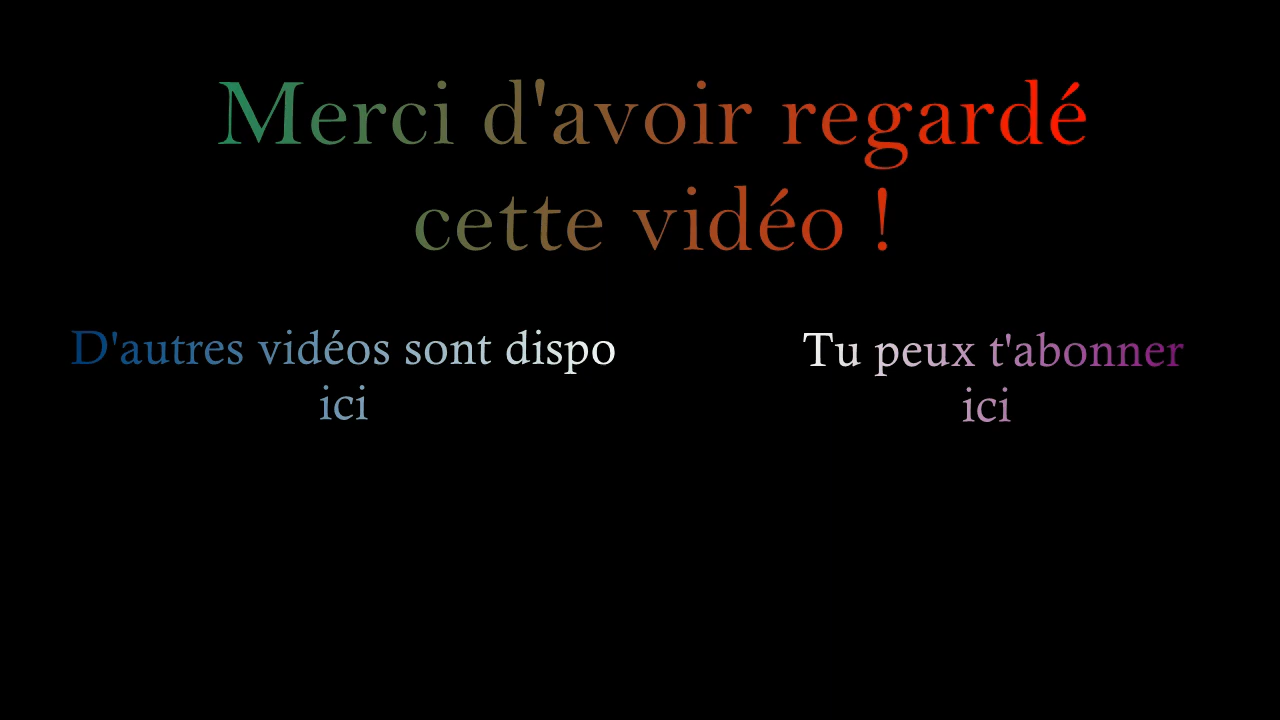 Merci d'avoir regardé
cette vidéo !
D'autres vidéos sont dispo
ici
Tu peux t'abonner
ici